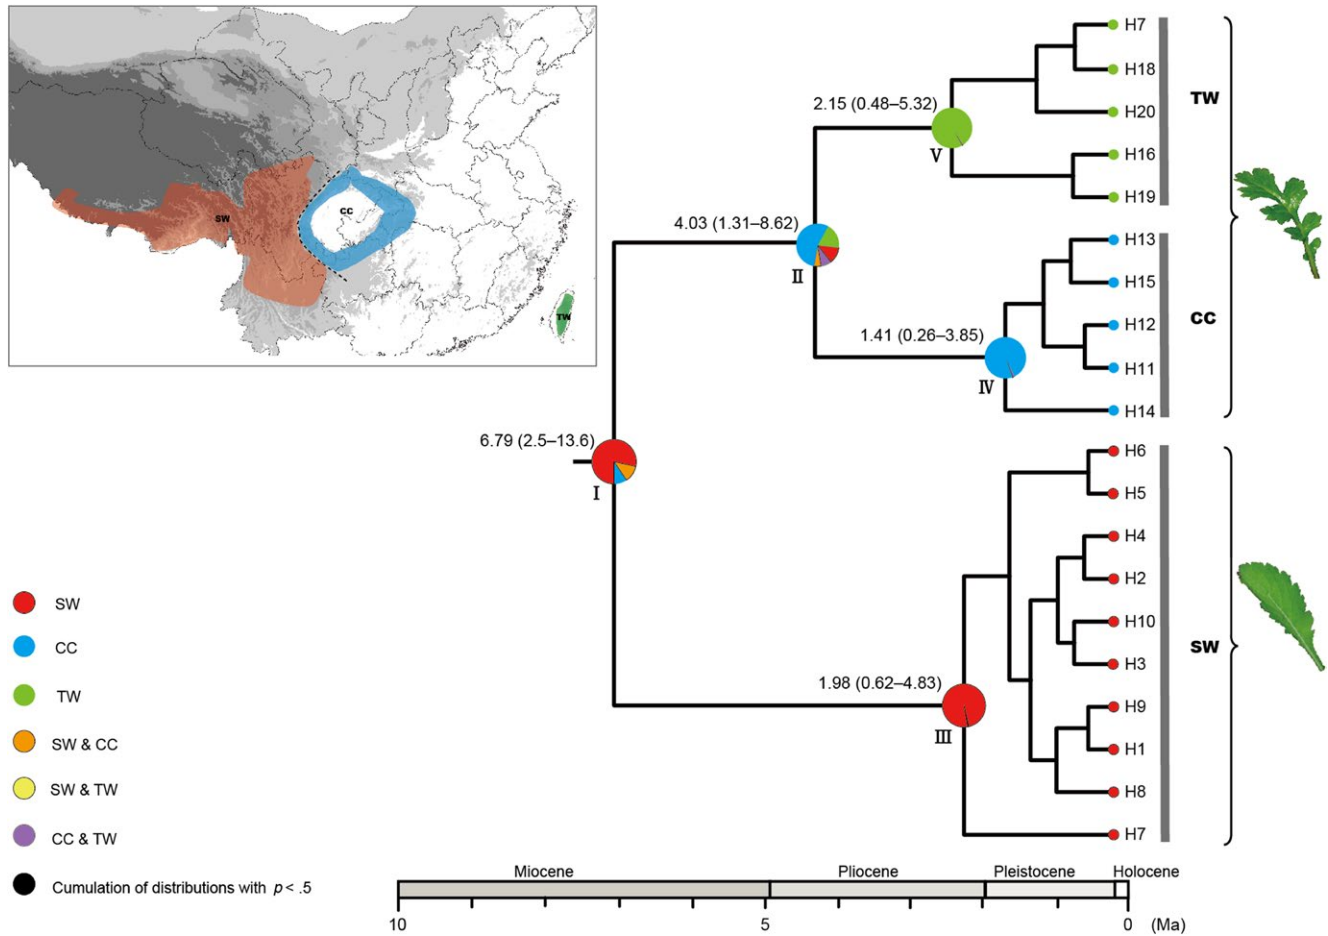 SW
CC
TW
SW
CC
TW
SW & CC
SW & TW
CC & TW
Cumulation of distributions with p < .5
6.79 (2.5–13.6)
I
4.03 (1.31–8.62)
II
2.15 (0.48–5.32)
V
1.41 (0.26–3.85)
IV
1.98 (0.62–4.83)
III
H7
H18
H20
H16
H19
TW
H13
H15
H12
H11
H14
CC
H6
H5
H4
H2
H10
H3
H9
H1
H8
H7
SW
Miocene Pliocene Pleistocene Holocene
10 5 0 (Ma)